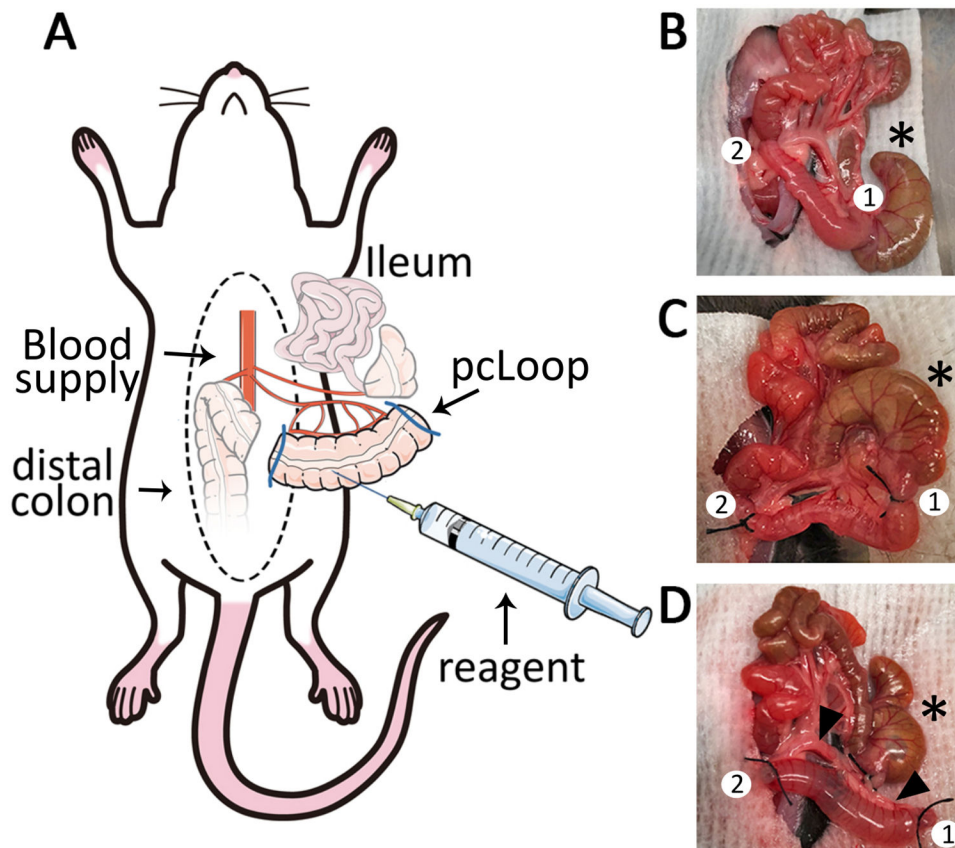 A
Ileum
Blood
supply
pcLoop
distal
colon
reagent
B
*
2
1
C
*
2
1
D
*
2
1